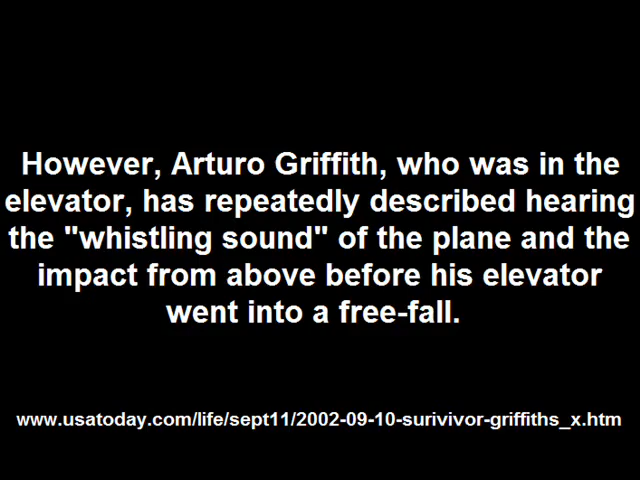 However, Arturo Griffith, who was in the
elevator, has repeatedly described hearing
the "whistling sound" of the plane and the
impact from above before his elevator
went into a free-fall.
www.usatoday.com/life/sept11/2002-09-10-surivivor-griffiths_x.htm